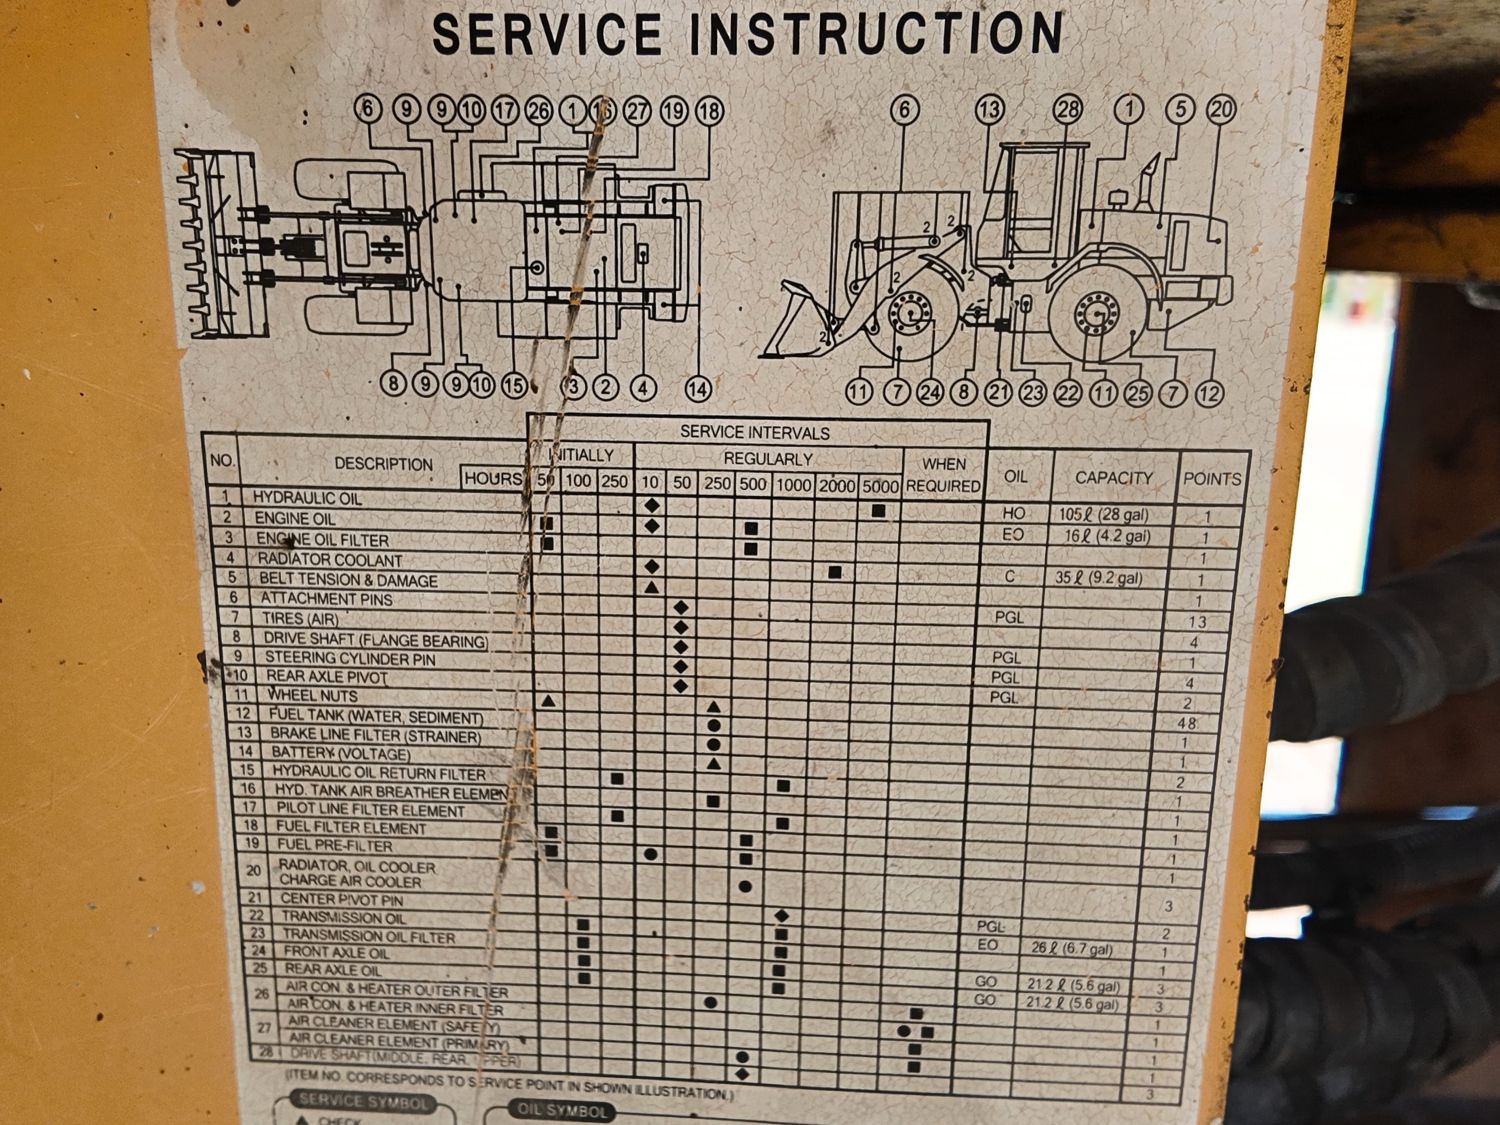 SERVICE INSTRUCTION
6 9 9 10 17 26 1 16 27 19 18
6 13 28 1 5 20
2 2
2 2
2
8 9 9 10 15 3 2 4 14
11 7 24 8 21 23 22 11 25 7 12
SERVICE INTERVALS
NO. DESCRIPTION INITIALLY REGULARLY WHEN REQUIRED OIL CAPACITY POINTS
HOURS 50 100 250 10 50 250 500 1000 2000 5000
1 HYDRAULIC OIL ◆ ■ HO 105ℓ (28 gal) 1
2 ENGINE OIL ■ ◆ ■ EO 16ℓ (4.2 gal) 1
3 ENGINE OIL FILTER ■ ■ 1
4 RADIATOR COOLANT ◆ ■ C 35ℓ (9.2 gal) 1
5 BELT TENSION & DAMAGE ▲ 1
6 ATTACHMENT PINS ◆ PGL 13
7 TIRES (AIR) ◆ 4
8 DRIVE SHAFT (FLANGE BEARING) ◆ PGL 1
9 STEERING CYLINDER PIN ◆ PGL 4
10 REAR AXLE PIVOT ◆ PGL 2
11 WHEEL NUTS ▲ ▲ 48
12 FUEL TANK (WATER, SEDIMENT) ● 1
13 BRAKE LINE FILTER (STRAINER) ● 1
14 BATTERY (VOLTAGE) ▲ 2
15 HYDRAULIC OIL RETURN FILTER ■ ■ 1
16 HYD. TANK AIR BREATHER ELEMEN ■ 1
17 PILOT LINE FILTER ELEMENT ■ ■ 1
18 FUEL FILTER ELEMENT ■ ■ 1
19 FUEL PRE-FILTER ■ ● ■ 1
20 RADIATOR, OIL COOLER
CHARGE AIR COOLER ● 3
21 CENTER PIVOT PIN ◆ PGL 2
22 TRANSMISSION OIL ■ ■ EO 26ℓ (6.7 gal) 1
23 TRANSMISSION OIL FILTER ■ ■ 1
24 FRONT AXLE OIL ■ ■ GO 21.2ℓ (5.6 gal) 3
25 REAR AXLE OIL ■ ■ GO 21.2ℓ (5.6 gal) 3
26 AIR CON. & HEATER OUTER FILTER ● ■ 1
AIR CON. & HEATER INNER FILTER ● ■ 1
27 AIR CLEANER ELEMENT (SAFETY) ■ 1
AIR CLEANER ELEMENT (PRIMARY) ● ■ 1
28 DRIVE SHAFT(MIDDLE, REAR, UPPER) ◆ 3
(ITEM NO. CORRESPONDS TO SERVICE POINT IN SHOWN ILLUSTRATION.)
SERVICE SYMBOL OIL SYMBOL
▲ CHECK